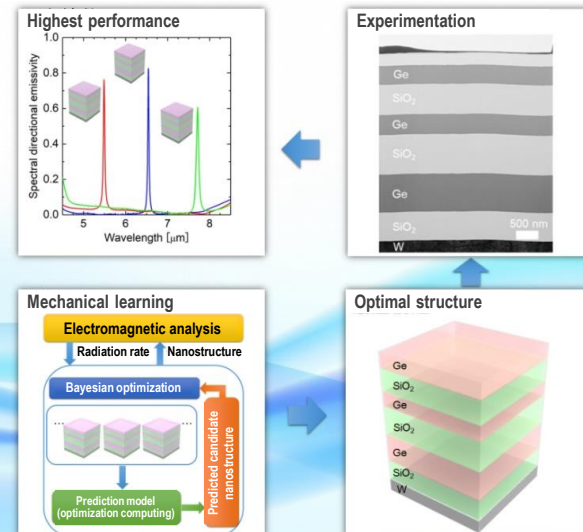 Highest performance
Spectral directional emissivity
1.0
0.8
0.6
0.4
0.2
0.0
5 6 7 8
Wavelength [μm]
Experimentation
Ge
SiO₂
Ge
SiO₂
Ge
SiO₂
500 nm
W
Mechanical learning
Electromagnetic analysis
Radiation rate Nanostructure
Bayesian optimization
... ...
Predicted candidate
nanostructure
Prediction model
(optimization computing)
Optimal structure
Ge
SiO₂
Ge
SiO₂
Ge
SiO₂
W